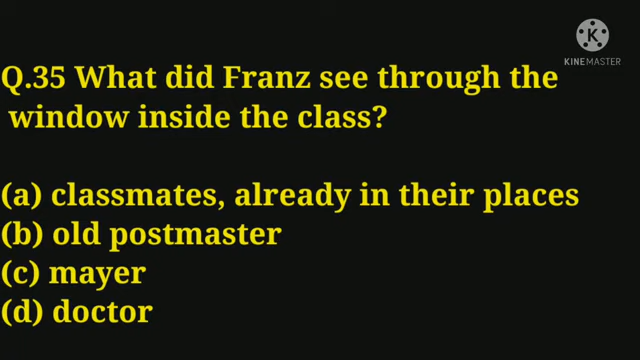 K
KINEMASTER
Q.35 What did Franz see through the
window inside the class?
(a) classmates, already in their places
(b) old postmaster
(c) mayer
(d) doctor